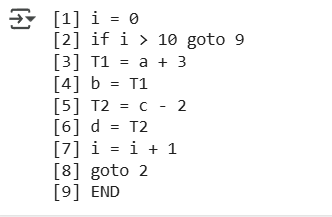 [1] i = 0
[2] if i > 10 goto 9
[3] T1 = a + 3
[4] b = T1
[5] T2 = c - 2
[6] d = T2
[7] i = i + 1
[8] goto 2
[9] END